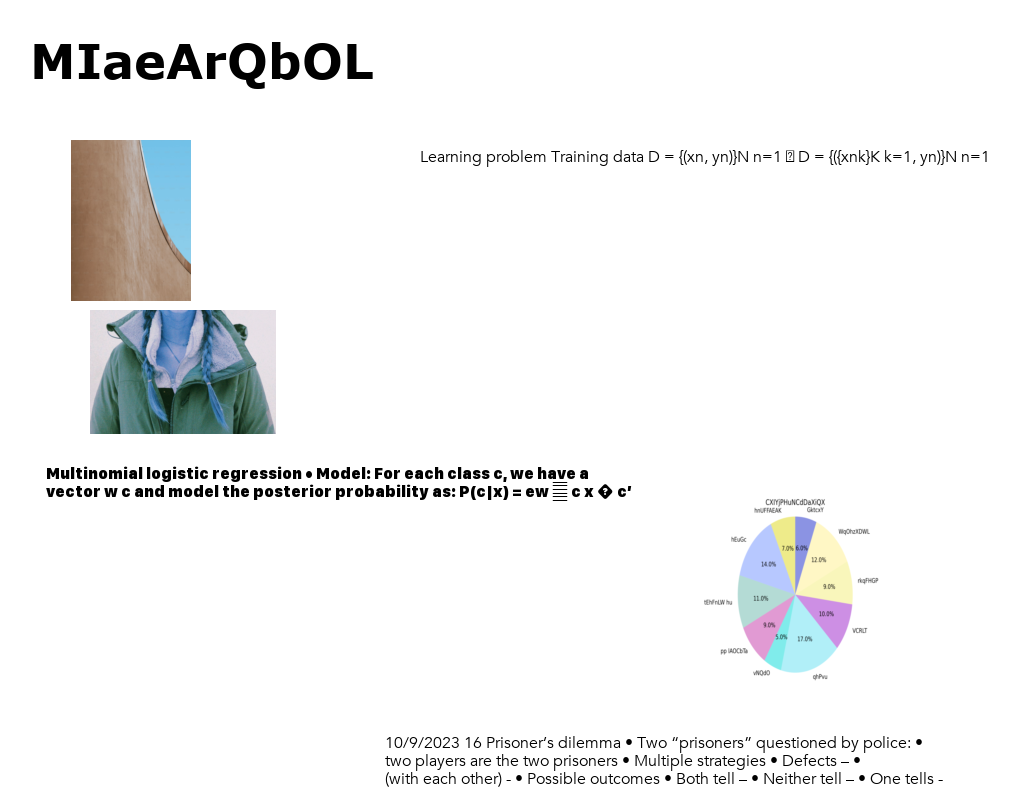 MIaeArQbOL
Learning problem Training data D = {(xn, yn)}N n=1 D = {({xnk}K k=1, yn)}N n=1
Multinomial logistic regression • Model: For each class c, we have a
vector w c and model the posterior probability as: P(c|x) = ew c x � c’
CXIYjPHuNCdDaXiQX
hnUFFAEAK
GktcxY
WqOhzXDWL
hEuGc
7.0%
6.0%
12.0%
14.0%
rkqFHGP
9.0%
tEhFnLW hu
11.0%
10.0%
9.0%
VCRLT
5.0%
17.0%
pp IAOCbTa
vNQdO
qhPvu
10/9/2023 16 Prisoner’s dilemma • Two “prisoners” questioned by police: •
two players are the two prisoners • Multiple strategies • Defects – •
(with each other) - • Possible outcomes • Both tell – • Neither tell – • One tells -